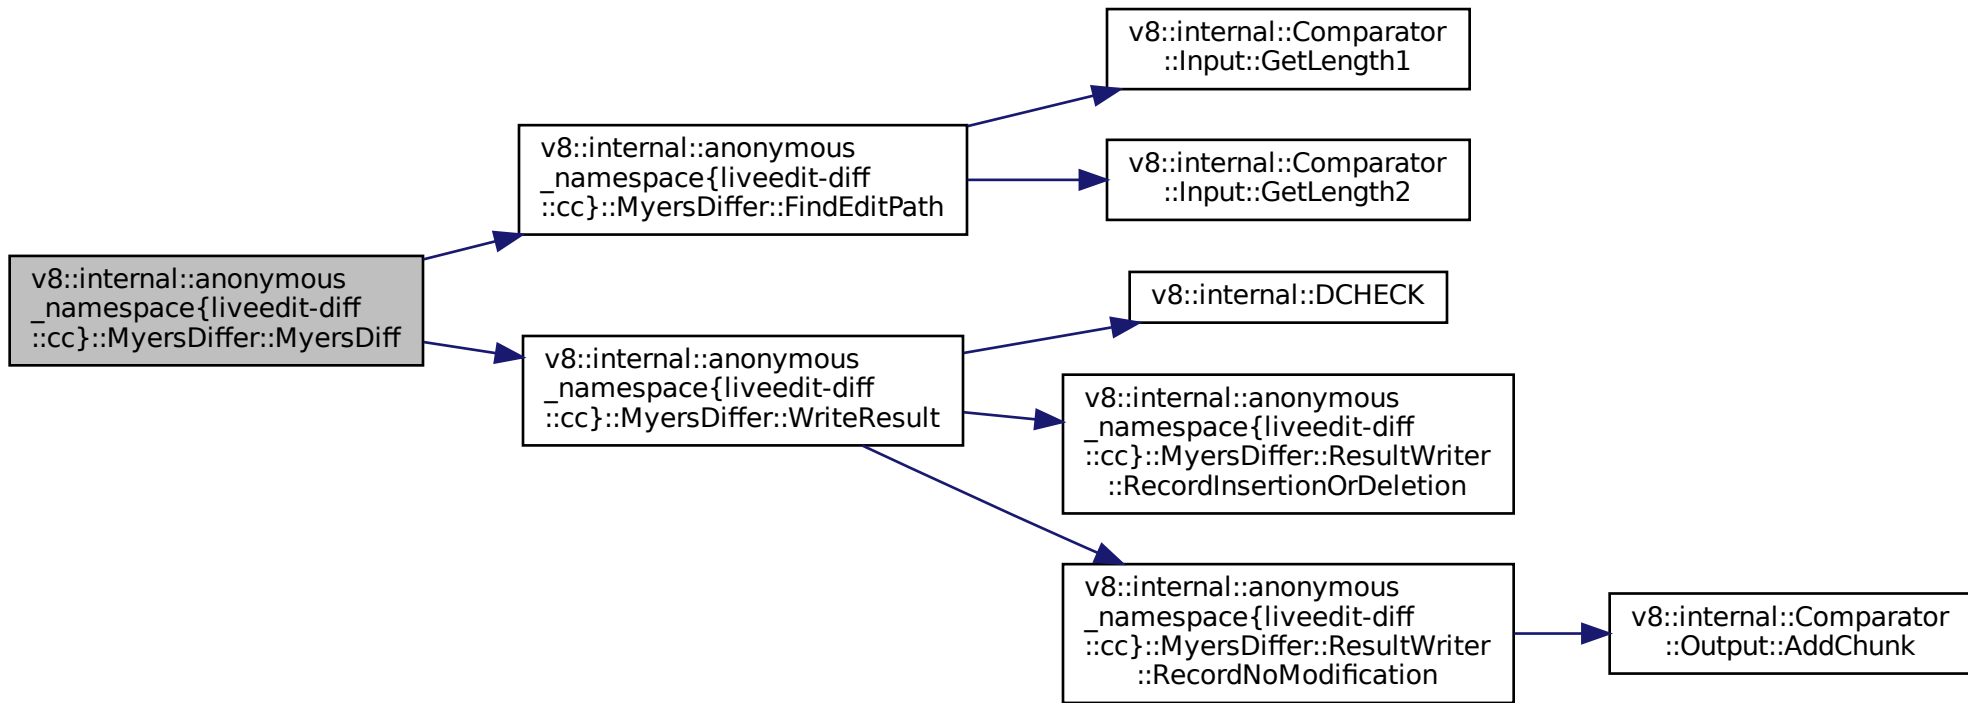 v8::internal::Comparator
::Input::GetLength1
v8::internal::anonymous
_namespace{liveedit-diff
::cc}::MyersDiffer::FindEditPath
v8::internal::Comparator
::Input::GetLength2
v8::internal::anonymous
_namespace{liveedit-diff
::cc}::MyersDiffer::MyersDiff
v8::internal::DCHECK
v8::internal::anonymous
_namespace{liveedit-diff
::cc}::MyersDiffer::WriteResult
v8::internal::anonymous
_namespace{liveedit-diff
::cc}::MyersDiffer::ResultWriter
::RecordInsertionOrDeletion
v8::internal::anonymous
_namespace{liveedit-diff
::cc}::MyersDiffer::ResultWriter
::RecordNoModification
v8::internal::Comparator
::Output::AddChunk